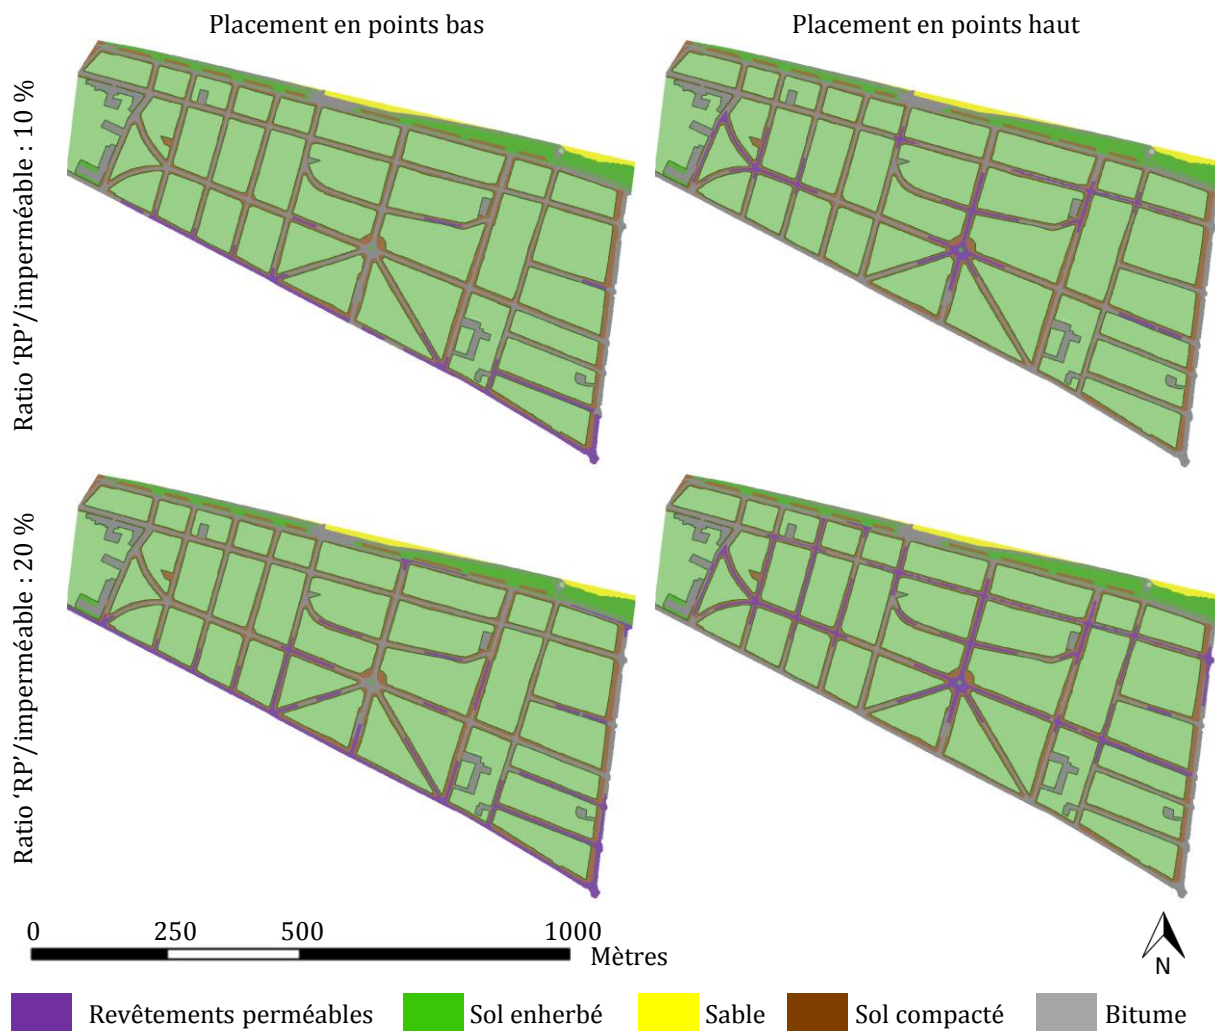 Placement en points bas
Placement en points haut
Ratio ‘RP’/imperméable : 10 %
Ratio ‘RP’/imperméable : 20 %
0 250 500 1000
Mètres
N
Revêtements perméables
Sol enherbé
Sable
Sol compacté
Bitume